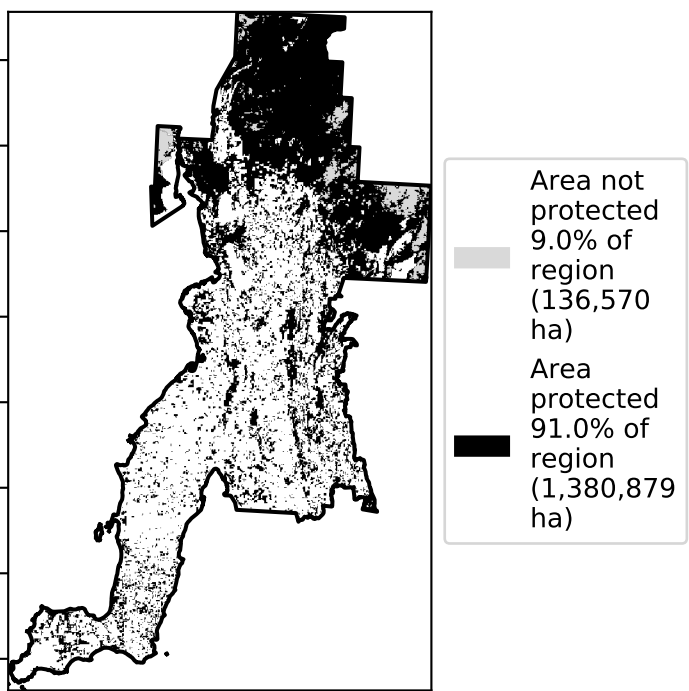 Area not
protected
9.0% of
region
(136,570
ha)
Area
protected
91.0% of
region
(1,380,879
ha)